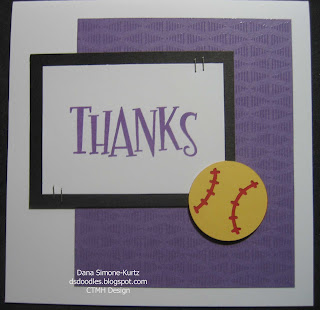 THANKS
Dana Simone-Kurtz
dsdoodles.blogspot.com
CTMH Design